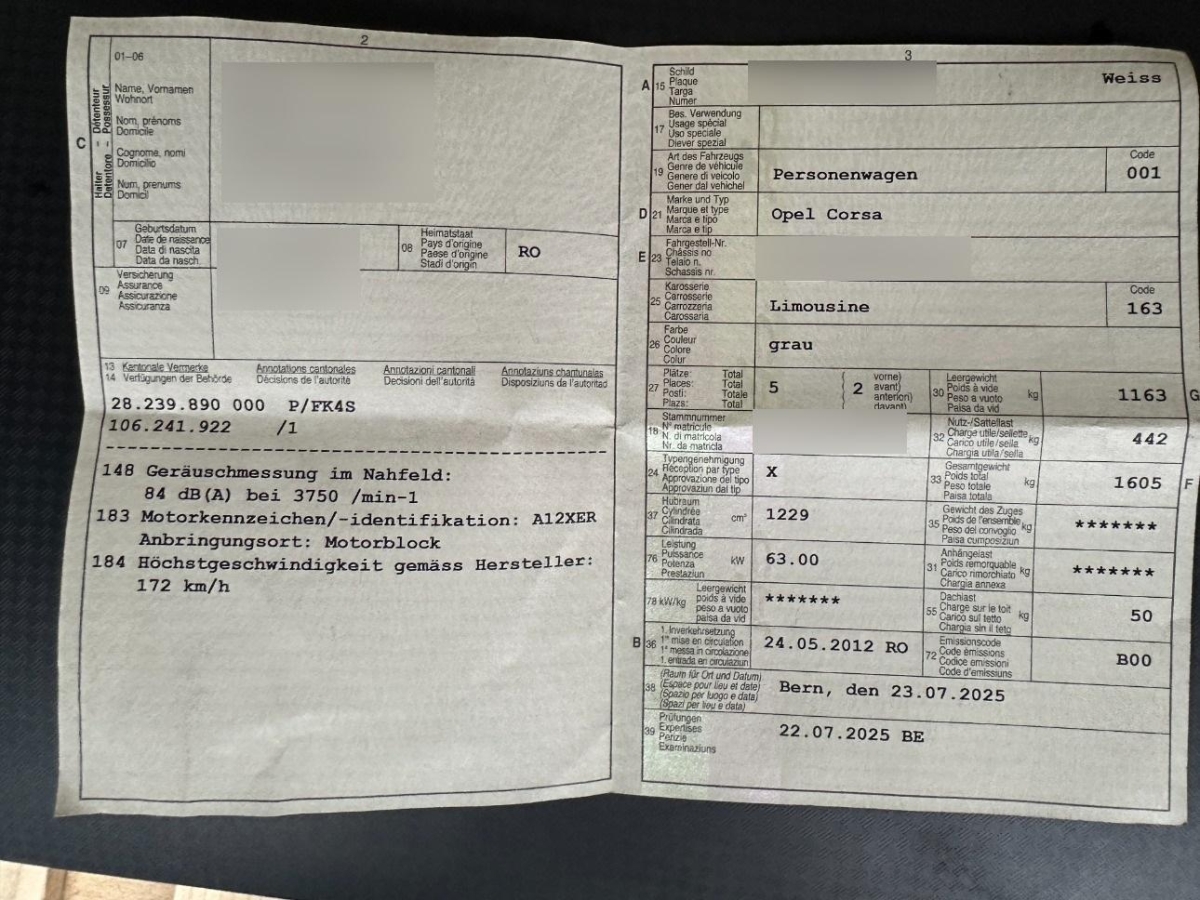 2
01–06
C
Halter – Détenteur
Detentore – Possessur
Name, Vornamen
Wohnort
Nom, prénoms
Domicile
Cognome, nomi
Domicilio
Num, prenums
Domicil
07
Geburtsdatum
Date de naissance
Data di nascita
Data da nasch.
08
Heimatstaat
Pays d'origine
Paese d'origine
Stadi d'origin
RO
09
Versicherung
Assurance
Assicurazione
Assicuranza
13 Kantonale Vermerke Annotations cantonales Annotazioni cantonali Annotaziuns chantunalas
14 Verfügungen der Behörde Décisions de l'autorité Decisioni dell'autorità Disposiziuns da l'autoritad
28.239.890 000 P/FK4S
106.241.922 /1
148 Geräuschmessung im Nahfeld:
84 dB(A) bei 3750 /min-1
183 Motorkennzeichen/-identifikation: A12XER
Anbringungsort: Motorblock
184 Höchstgeschwindigkeit gemäss Hersteller:
172 km/h
3
A 15
Schild
Plaque
Targa
Numer
Weiss
17
Bes. Verwendung
Usage spécial
Uso speciale
Diever spezial
19
Art des Fahrzeugs
Genre de véhicule
Genere di veicolo
Gener dal vehichel
Personenwagen
Code
001
D 21
Marke und Typ
Marque et type
Marca e tipo
Marca e tip
Opel Corsa
E 23
Fahrgestell-Nr.
Châssis no
Telaio n.
Schassis nr.
25
Karosserie
Carrosserie
Carrozzeria
Carosseria
Limousine
Code
163
26
Farbe
Couleur
Colore
Colur
grau
27
Plätze: Total
Places: Total
Posti: Totale
Plazs: Total
5
2
vorne)
avant)
anteriori)
davant)
30
Leergewicht
Poids à vide
Peso a vuoto
Paisa da vid
kg
1163
G
18
Stammnummer
N° matricule
N. di matricola
Nr. da matricla
32
Nutz-/Sattellast
Charge utile/sellette
Carico utile/sella
Chargia utila/sella
kg
442
24
Typengenehmigung
Réception par type
Approvazione del tipo
Approvaziun dal tip
X
33
Gesamtgewicht
Poids total
Peso totale
Paisa totala
kg
1605
F
37
Hubraum
Cylindrée
Cilindrata
Cilindrada
cm³
1229
35
Gewicht des Zuges
Poids de l'ensemble
Peso del convoglio
Paisa cumposiziun
kg
*******
76
Leistung
Puissance
Potenza
Prestaziun
kW
63.00
31
Anhängelast
Poids remorquable
Carico rimorchiato
Chargia annexa
kg
*******
78 kW/kg
Leergewicht
poids à vide
peso a vuoto
paisa da vid
*******
55
Dachlast
Charge sur le toit
Carico sul tetto
Chargia sin il tetg
kg
50
B 36
1. Inverkehrsetzung
1re mise en circulation
1a messa in circolazione
1. entrada en circulaziun
24.05.2012 RO
72
Emissionscode
Code émissions
Codice emissioni
Code d'emissiuns
B00
38
(Raum für Ort und Datum)
(Espace pour lieu et date)
(Spazio per luogo e data)
(Spazi per lieu e data)
Bern, den 23.07.2025
39
Prüfungen
Expertises
Perizie
Examinaziuns
22.07.2025 BE